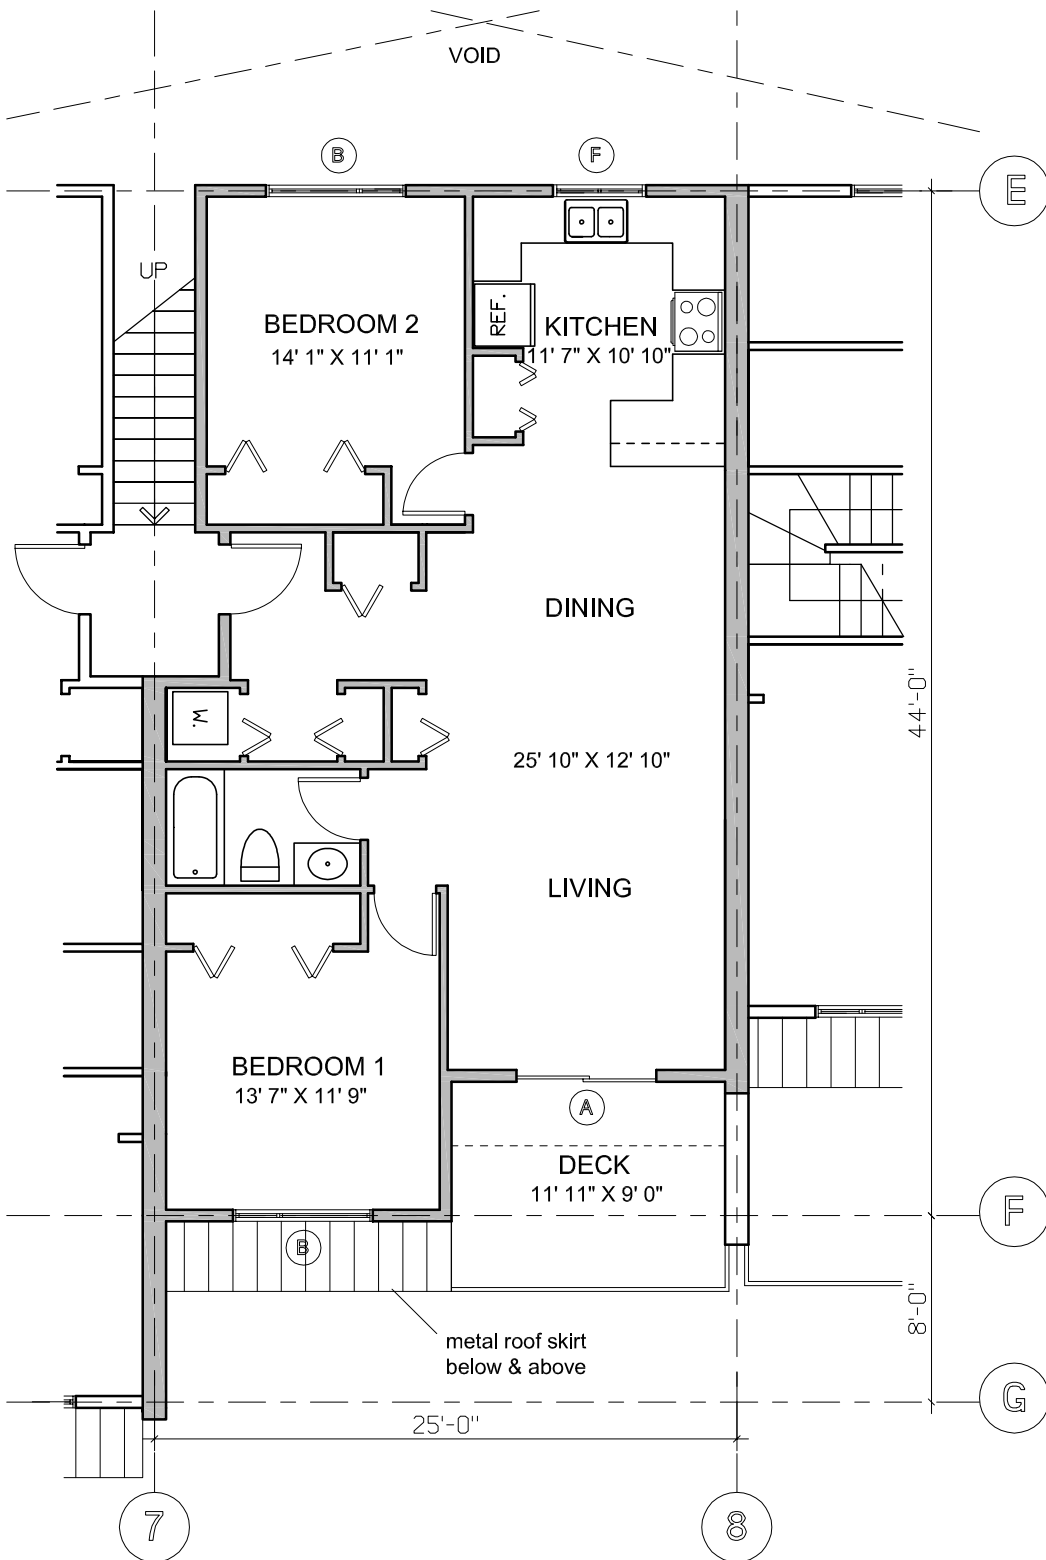 VOID
B
F
E
UP
BEDROOM 2
14' 1" X 11' 1"
REF.
KITCHEN
11' 7" X 10' 10"
DINING
44'-0"
W.
25' 10" X 12' 10"
LIVING
BEDROOM 1
13' 7" X 11' 9"
A
DECK
11' 11" X 9' 0"
F
B
8'-0"
metal roof skirt
below & above
G
25'-0"
7
8